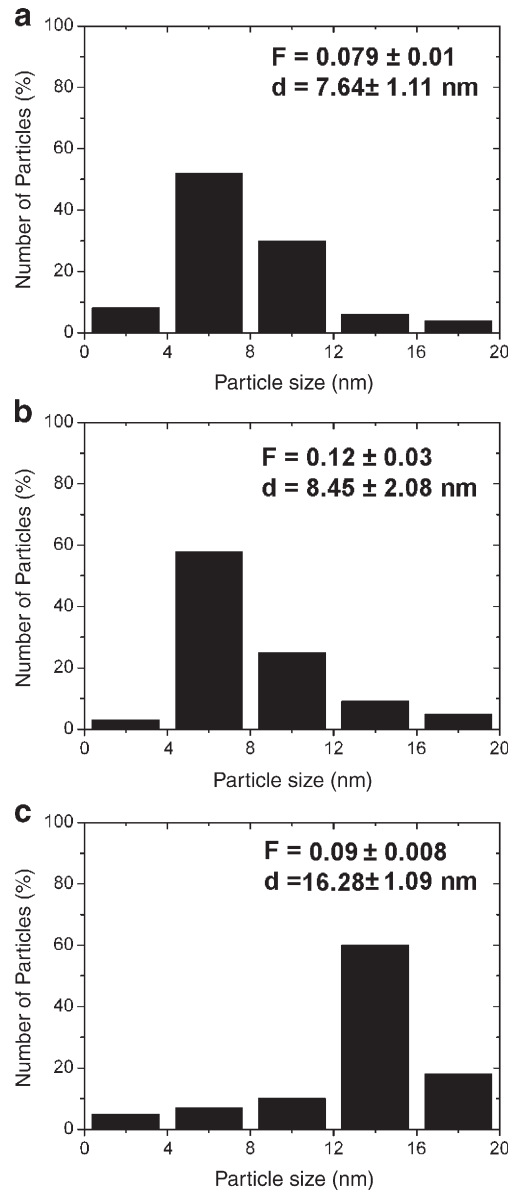 a
F = 0.079 ± 0.01
d = 7.64± 1.11 nm
Number of Particles (%)
100
80
60
40
20
0
0 4 8 12 16 20
Particle size (nm)
b
F = 0.12 ± 0.03
d = 8.45 ± 2.08 nm
Number of Particles (%)
100
80
60
40
20
0
0 4 8 12 16 20
Particle size (nm)
c
F = 0.09 ± 0.008
d =16.28± 1.09 nm
Number of Particles (%)
100
80
60
40
20
0
0 4 8 12 16 20
Particle size (nm)